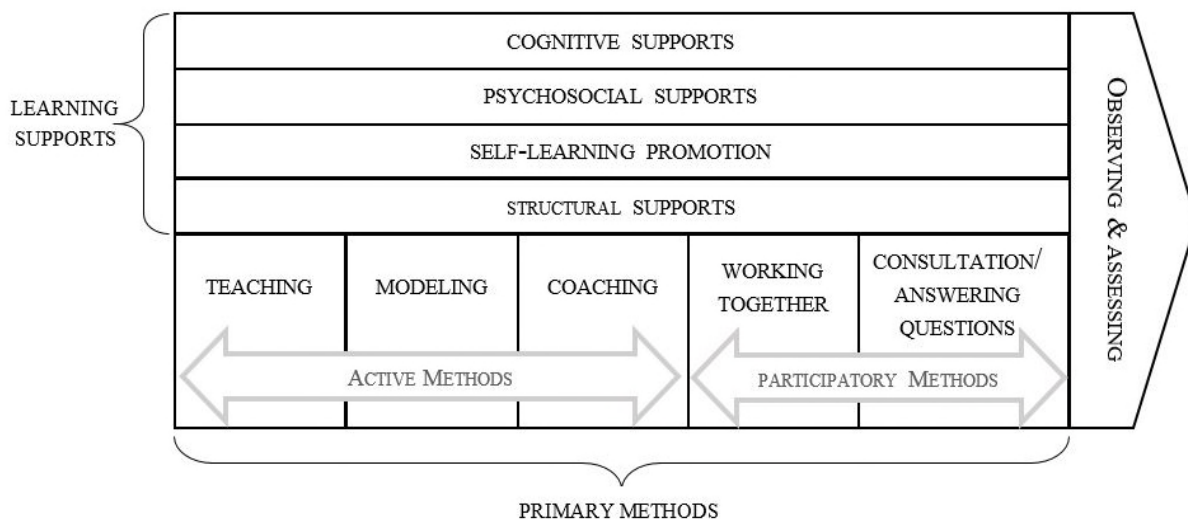 COGNITIVE SUPPORTS
PSYCHOSOCIAL SUPPORTS
LEARNING
SUPPORTS
SELF-LEARNING PROMOTION
STRUCTURAL SUPPORTS
TEACHING
MODELING
COACHING
WORKING
TOGETHER
CONSULTATION/
ANSWERING
QUESTIONS
ACTIVE METHODS
PARTICIPATORY METHODS
OBSERVING & ASSESSING
PRIMARY METHODS